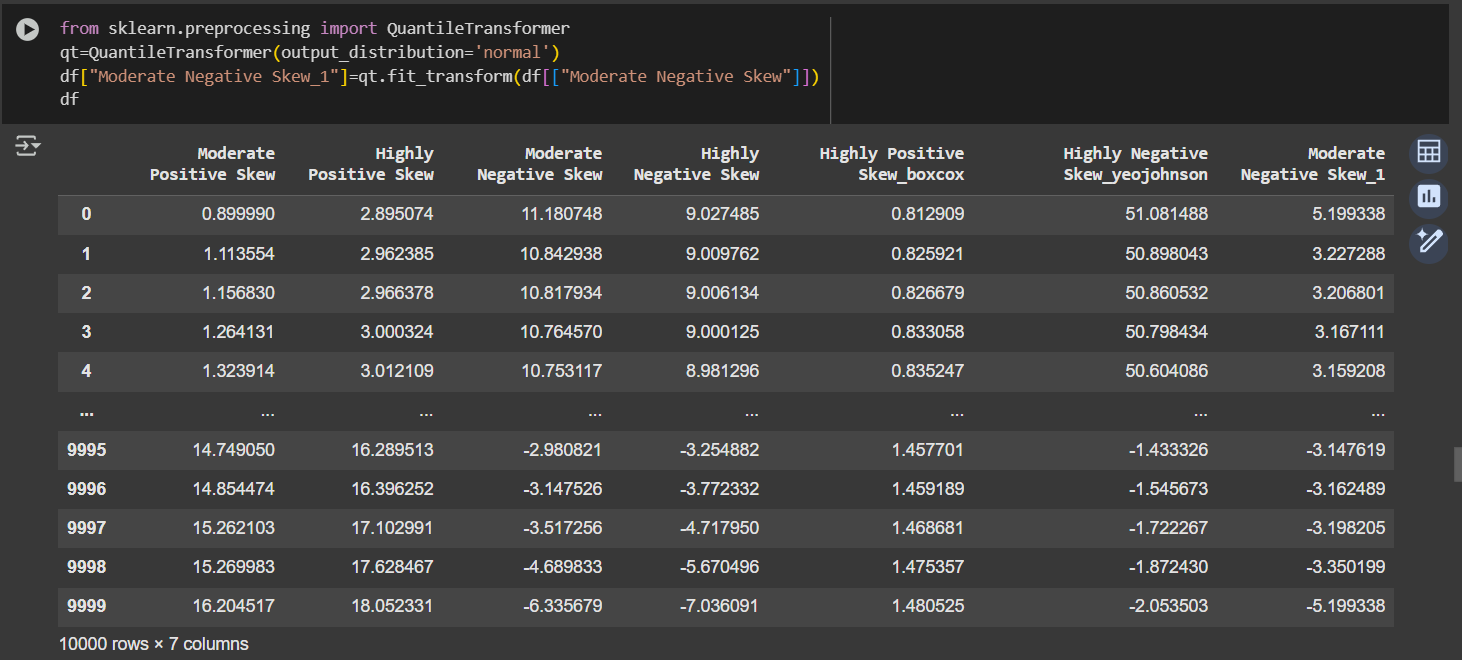 from sklearn.preprocessing import QuantileTransformer
qt=QuantileTransformer(output_distribution='normal')
df["Moderate Negative Skew_1"]=qt.fit_transform(df[["Moderate Negative Skew"]])
df
Moderate Positive Skew Highly Positive Skew Moderate Negative Skew Highly Negative Skew Highly Positive Skew_boxcox Highly Negative Skew_yeojohnson Moderate Negative Skew_1
0 0.899990 2.895074 11.180748 9.027485 0.812909 51.081488 5.199338
1 1.113554 2.962385 10.842938 9.009762 0.825921 50.898043 3.227288
2 1.156830 2.966378 10.817934 9.006134 0.826679 50.860532 3.206801
3 1.264131 3.000324 10.764570 9.000125 0.833058 50.798434 3.167111
4 1.323914 3.012109 10.753117 8.981296 0.835247 50.604086 3.159208
... ... ... ... ... ... ... ...
9995 14.749050 16.289513 -2.980821 -3.254882 1.457701 -1.433326 -3.147619
9996 14.854474 16.396252 -3.147526 -3.772332 1.459189 -1.545673 -3.162489
9997 15.262103 17.102991 -3.517256 -4.717950 1.468681 -1.722267 -3.198205
9998 15.269983 17.628467 -4.689833 -5.670496 1.475357 -1.872430 -3.350199
9999 16.204517 18.052331 -6.335679 -7.036091 1.480525 -2.053503 -5.199338
10000 rows × 7 columns